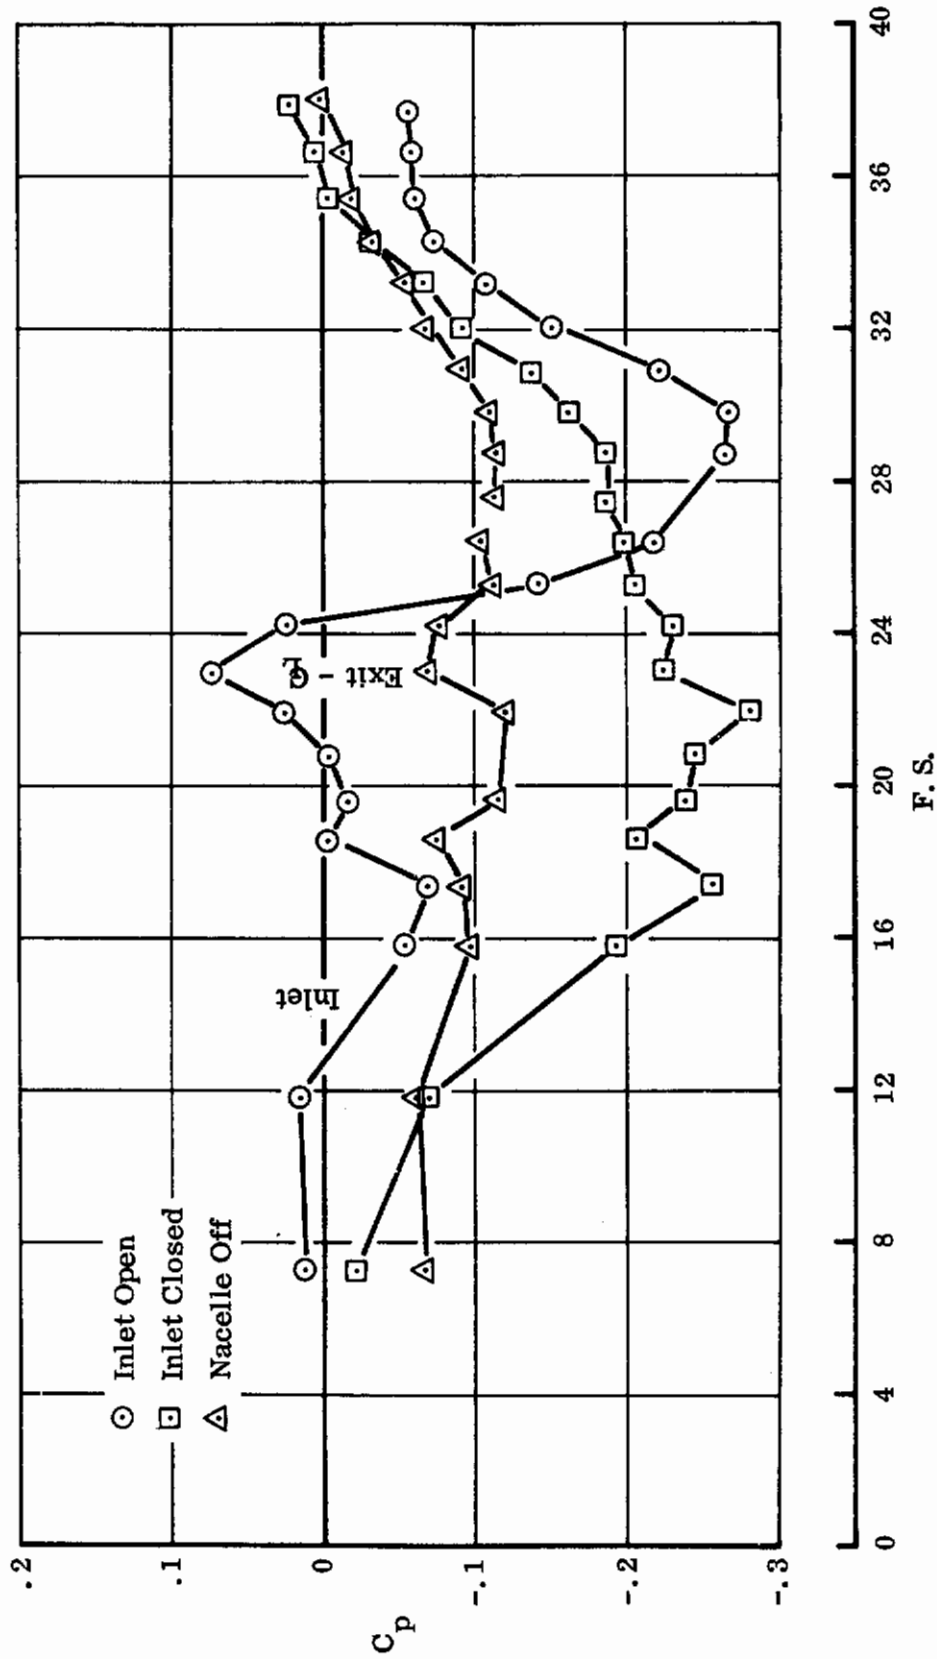 .2
.1
0
-.1
-.2
-.3
C p
Inlet Open
Inlet Closed
Nacelle Off
Inlet
Exit - ℄
0
4
8
12
16
20
24
28
32
36
40
F. S.